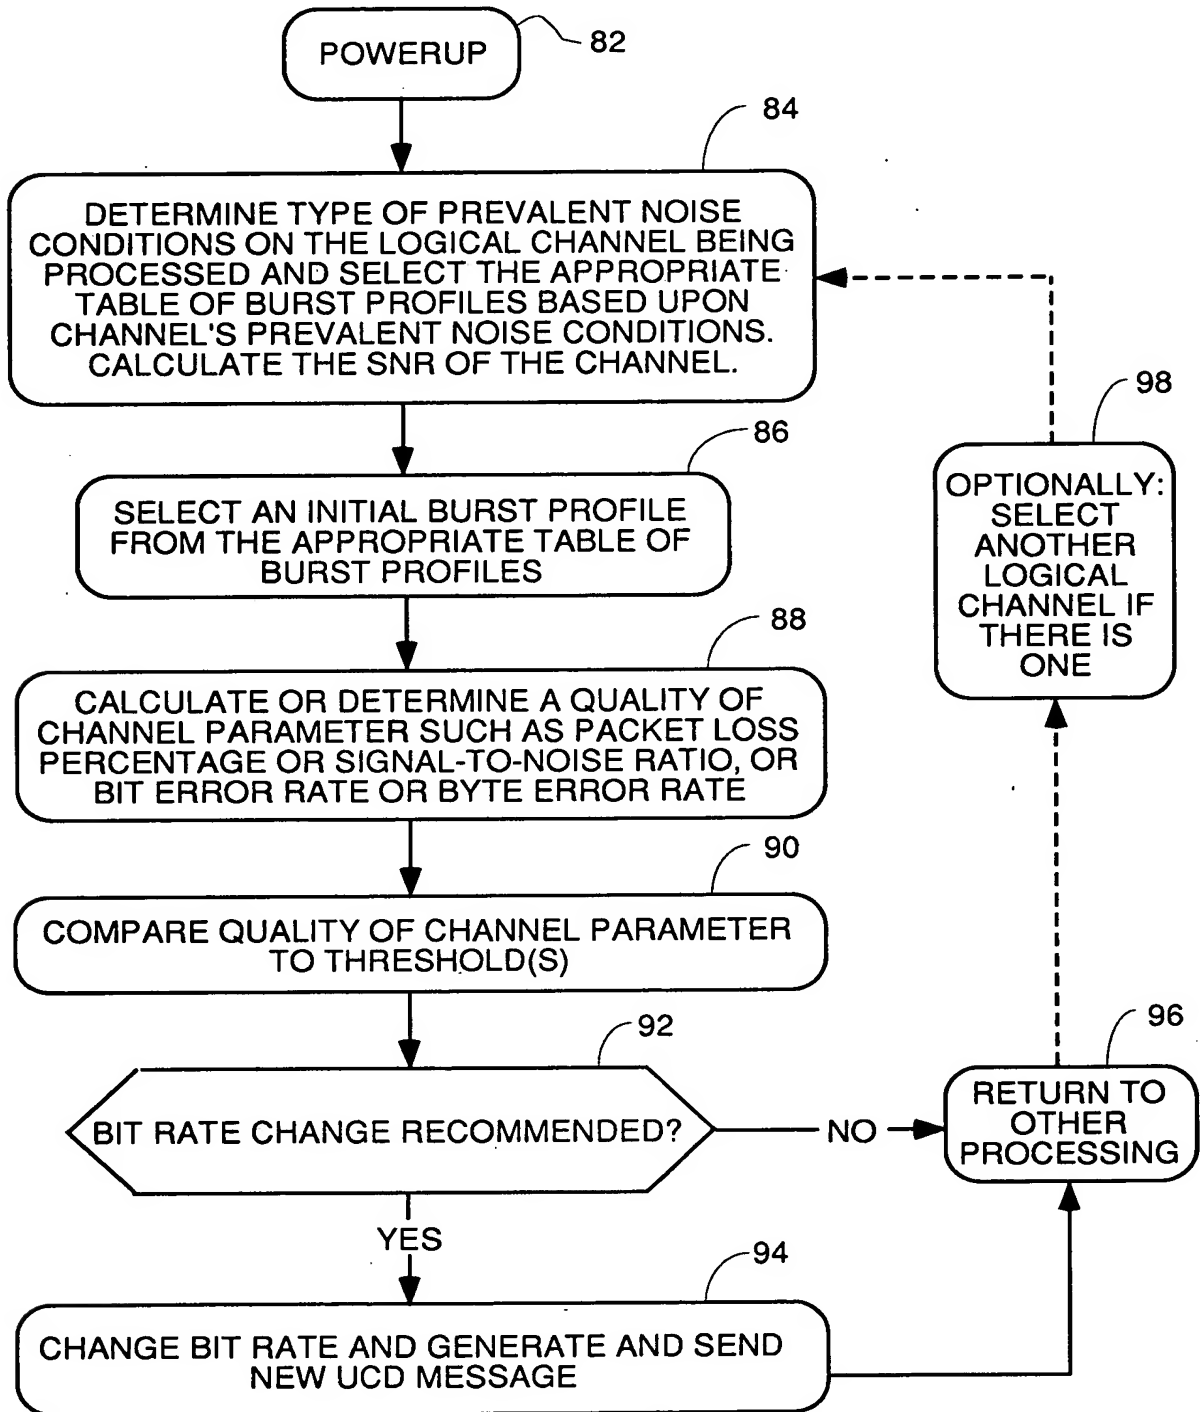 POWERUP
82
84
DETERMINE TYPE OF PREVALENT NOISE
CONDITIONS ON THE LOGICAL CHANNEL BEING
PROCESSED AND SELECT THE APPROPRIATE
TABLE OF BURST PROFILES BASED UPON
CHANNEL'S PREVALENT NOISE CONDITIONS.
CALCULATE THE SNR OF THE CHANNEL.
86
SELECT AN INITIAL BURST PROFILE
FROM THE APPROPRIATE TABLE OF
BURST PROFILES
88
CALCULATE OR DETERMINE A QUALITY OF
CHANNEL PARAMETER SUCH AS PACKET LOSS
PERCENTAGE OR SIGNAL-TO-NOISE RATIO, OR
BIT ERROR RATE OR BYTE ERROR RATE
90
COMPARE QUALITY OF CHANNEL PARAMETER
TO THRESHOLD(S)
92
BIT RATE CHANGE RECOMMENDED?
NO
YES
94
CHANGE BIT RATE AND GENERATE AND SEND
NEW UCD MESSAGE
96
RETURN TO
OTHER
PROCESSING
98
OPTIONALLY:
SELECT
ANOTHER
LOGICAL
CHANNEL IF
THERE IS
ONE